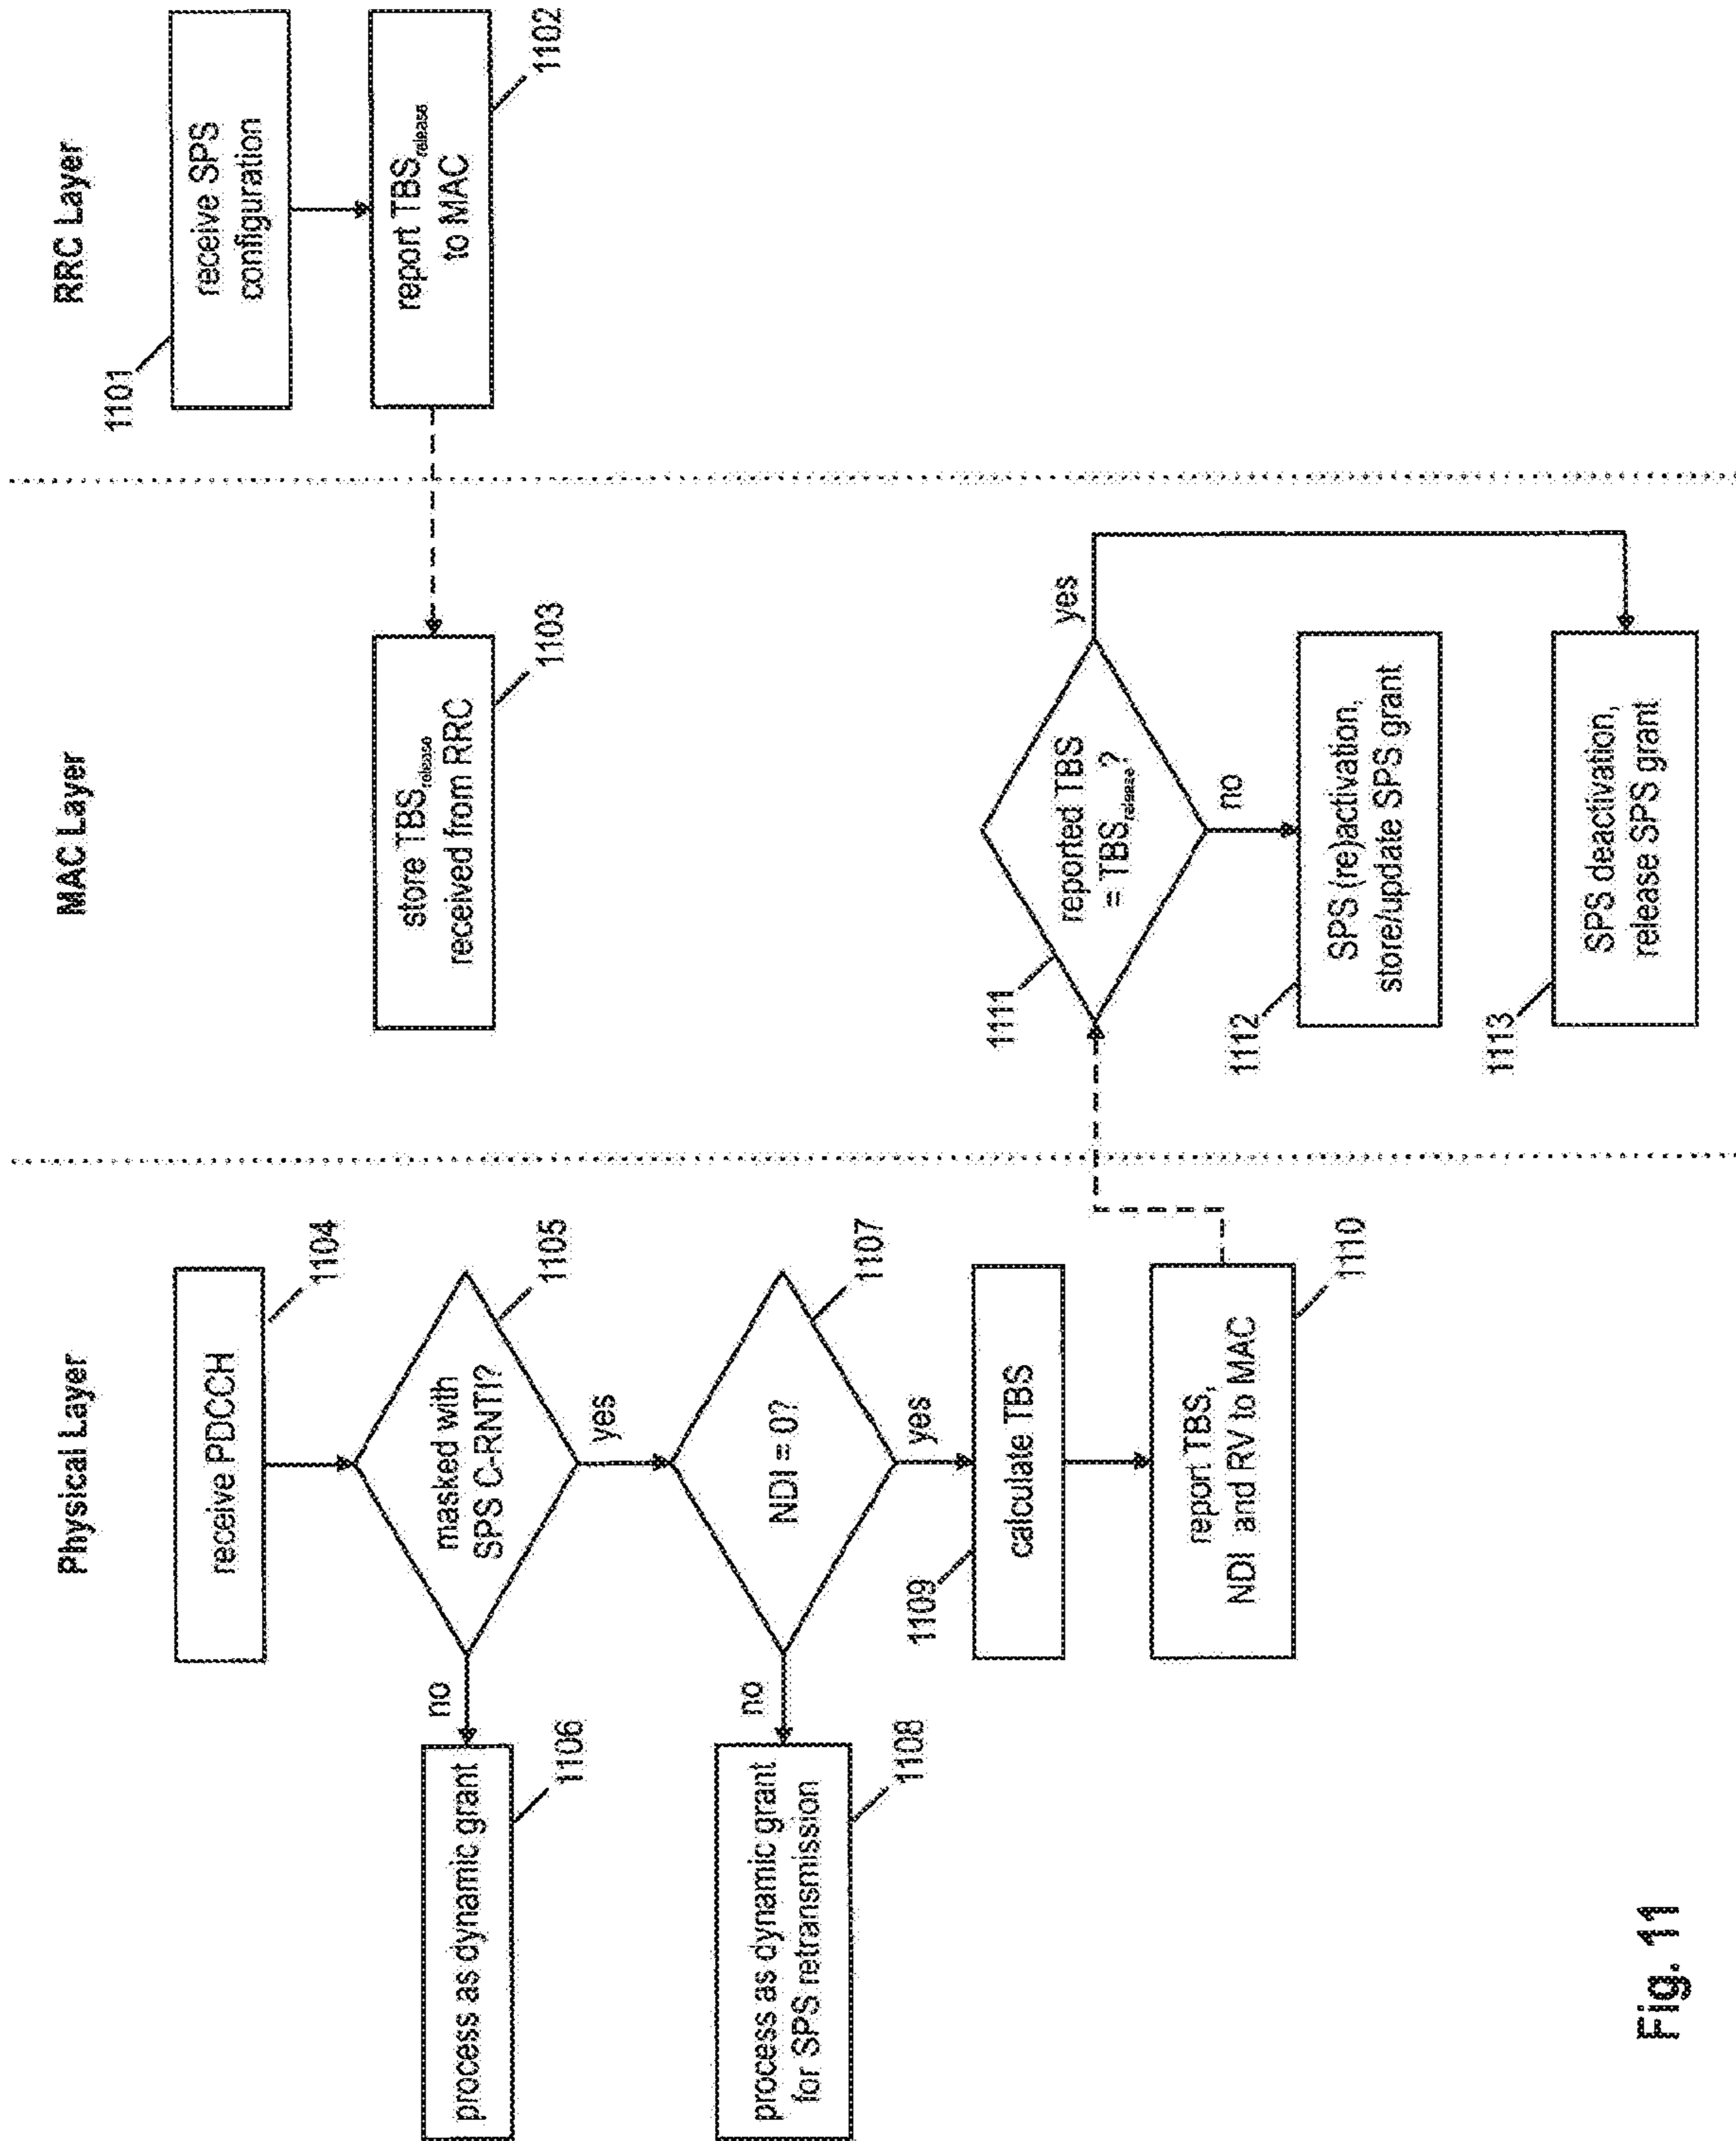 Physical Layer
MAC Layer
RRC Layer
receive PDCCH
1104
masked with
SPS C-RNTI?
1105
no
yes
process as dynamic grant
1106
NDI = 0?
1107
no
yes
process as dynamic grant
for SPS retransmission
1108
calculate TBS
1109
report TBS,
NDI and RV to MAC
1110
store TBSrelease
received from RRC
1103
reported TBS
= TBSrelease?
1111
yes
no
SPS (re)activation,
store/update SPS grant
1112
SPS deactivation,
release SPS grant
1113
receive SPS
configuration
1101
report TBSrelease
to MAC
1102
Fig. 11